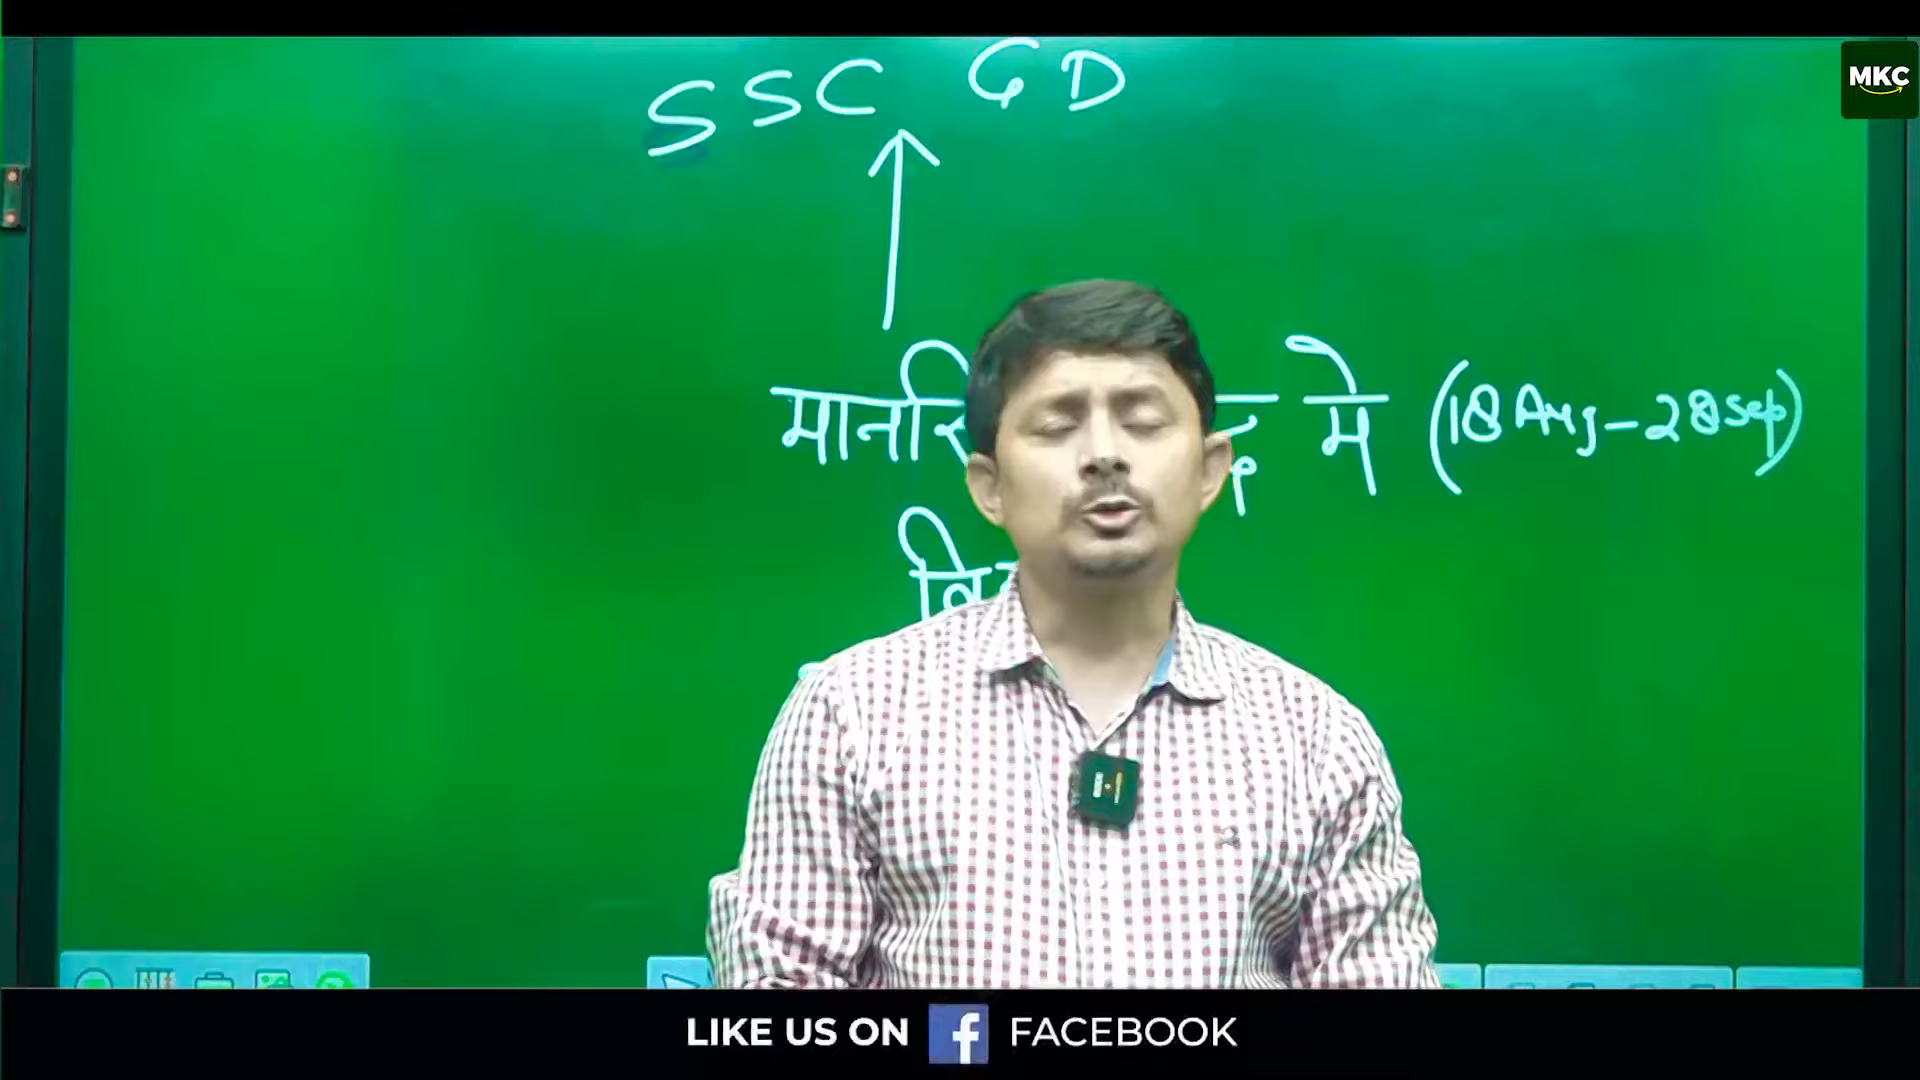 SSC GD
MKC
में (18 Aug-28 Sep)
LIKE US ON f FACEBOOK